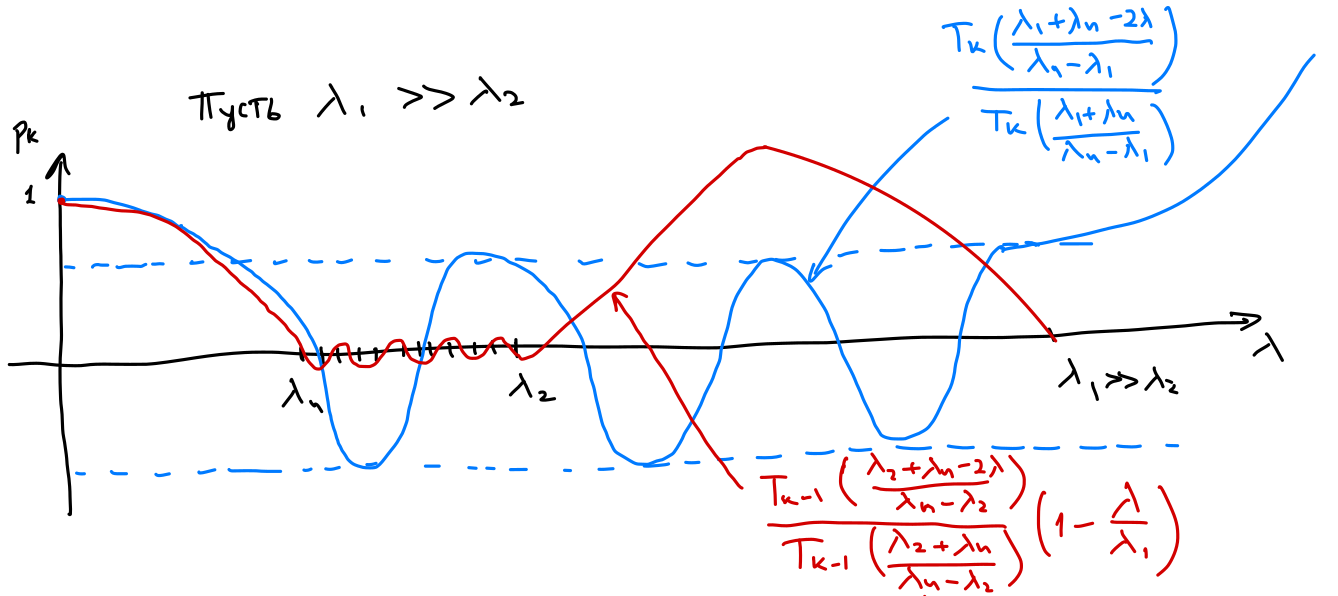 Пусть λ₁ >> λ₂
T_k((λ₁+λ_n−2λ)/(λ_n−λ₁)) / T_k((λ₁+λ_n)/(λ_n−λ₁))
p_k
1
λ_n
λ₂
λ₁ >> λ₂
λ
T_{k-1}((λ₂+λ_n−2λ)/(λ_n−λ₂)) / T_{k-1}((λ₂+λ_n)/(λ_n−λ₂)) (1 − λ/λ₁)